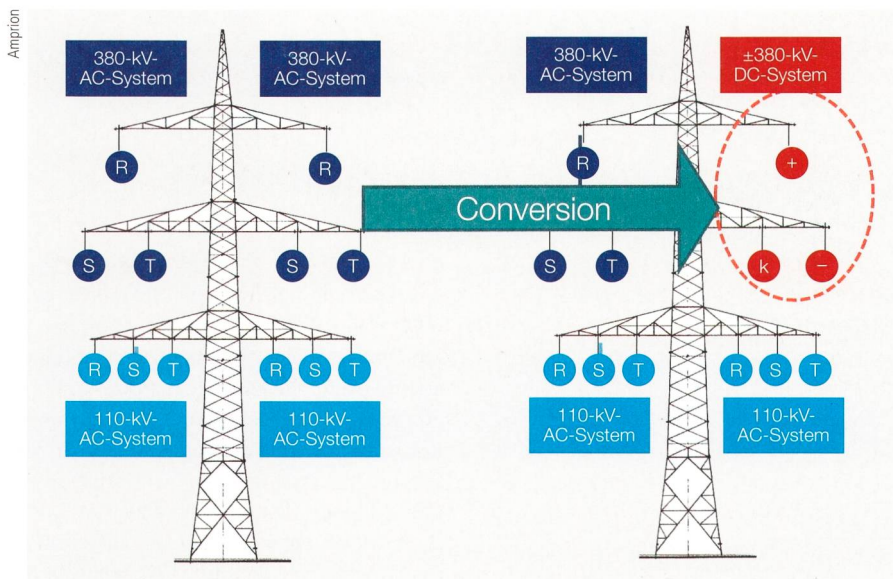 Amprion
380-kV-
AC-System
380-kV-
AC-System
380-kV-
AC-System
±380-kV-
DC-System
R
R
R
+
Conversion
S
T
S
T
S
T
k
−
R
S
T
R
S
T
R
S
T
R
S
T
110-kV-
AC-System
110-kV-
AC-System
110-kV-
AC-System
110-kV-
AC-System